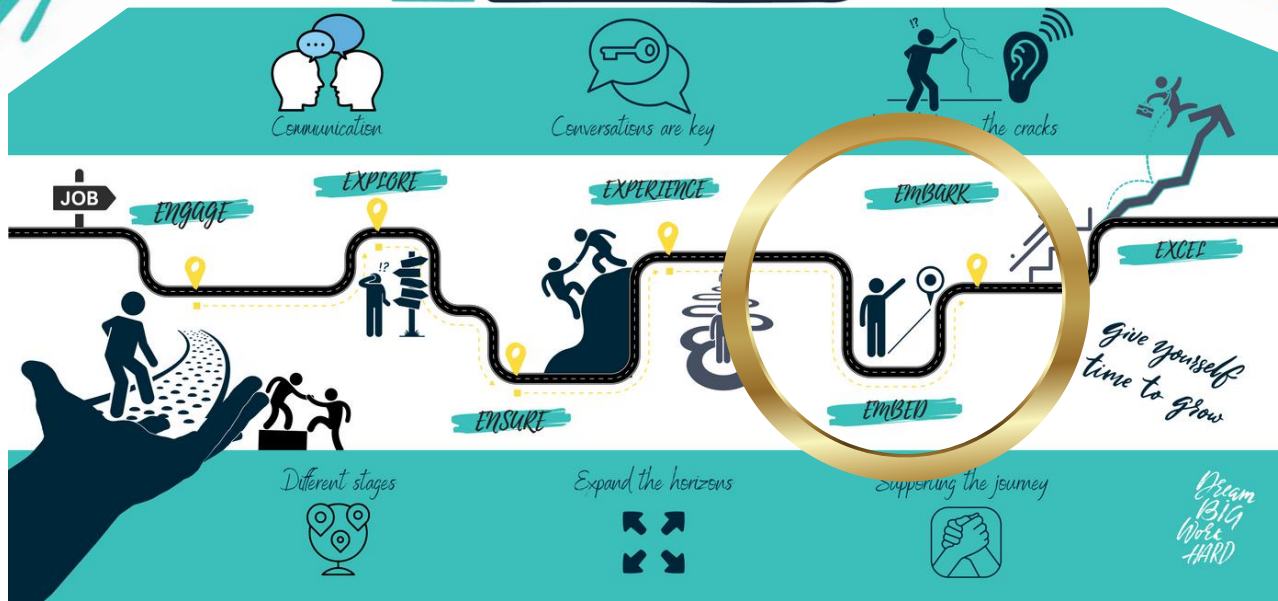 Communication
Conversations are key
!?
the cracks
JOB
ENGAGE
EXPLORE
EXPERIENCE
EMBARK
EXCEL
!?
ENSURE
EMBED
give yourself
time to grow
Different stages
Expand the horizons
Supporting the journey
Dream
BIG
Work
HARD